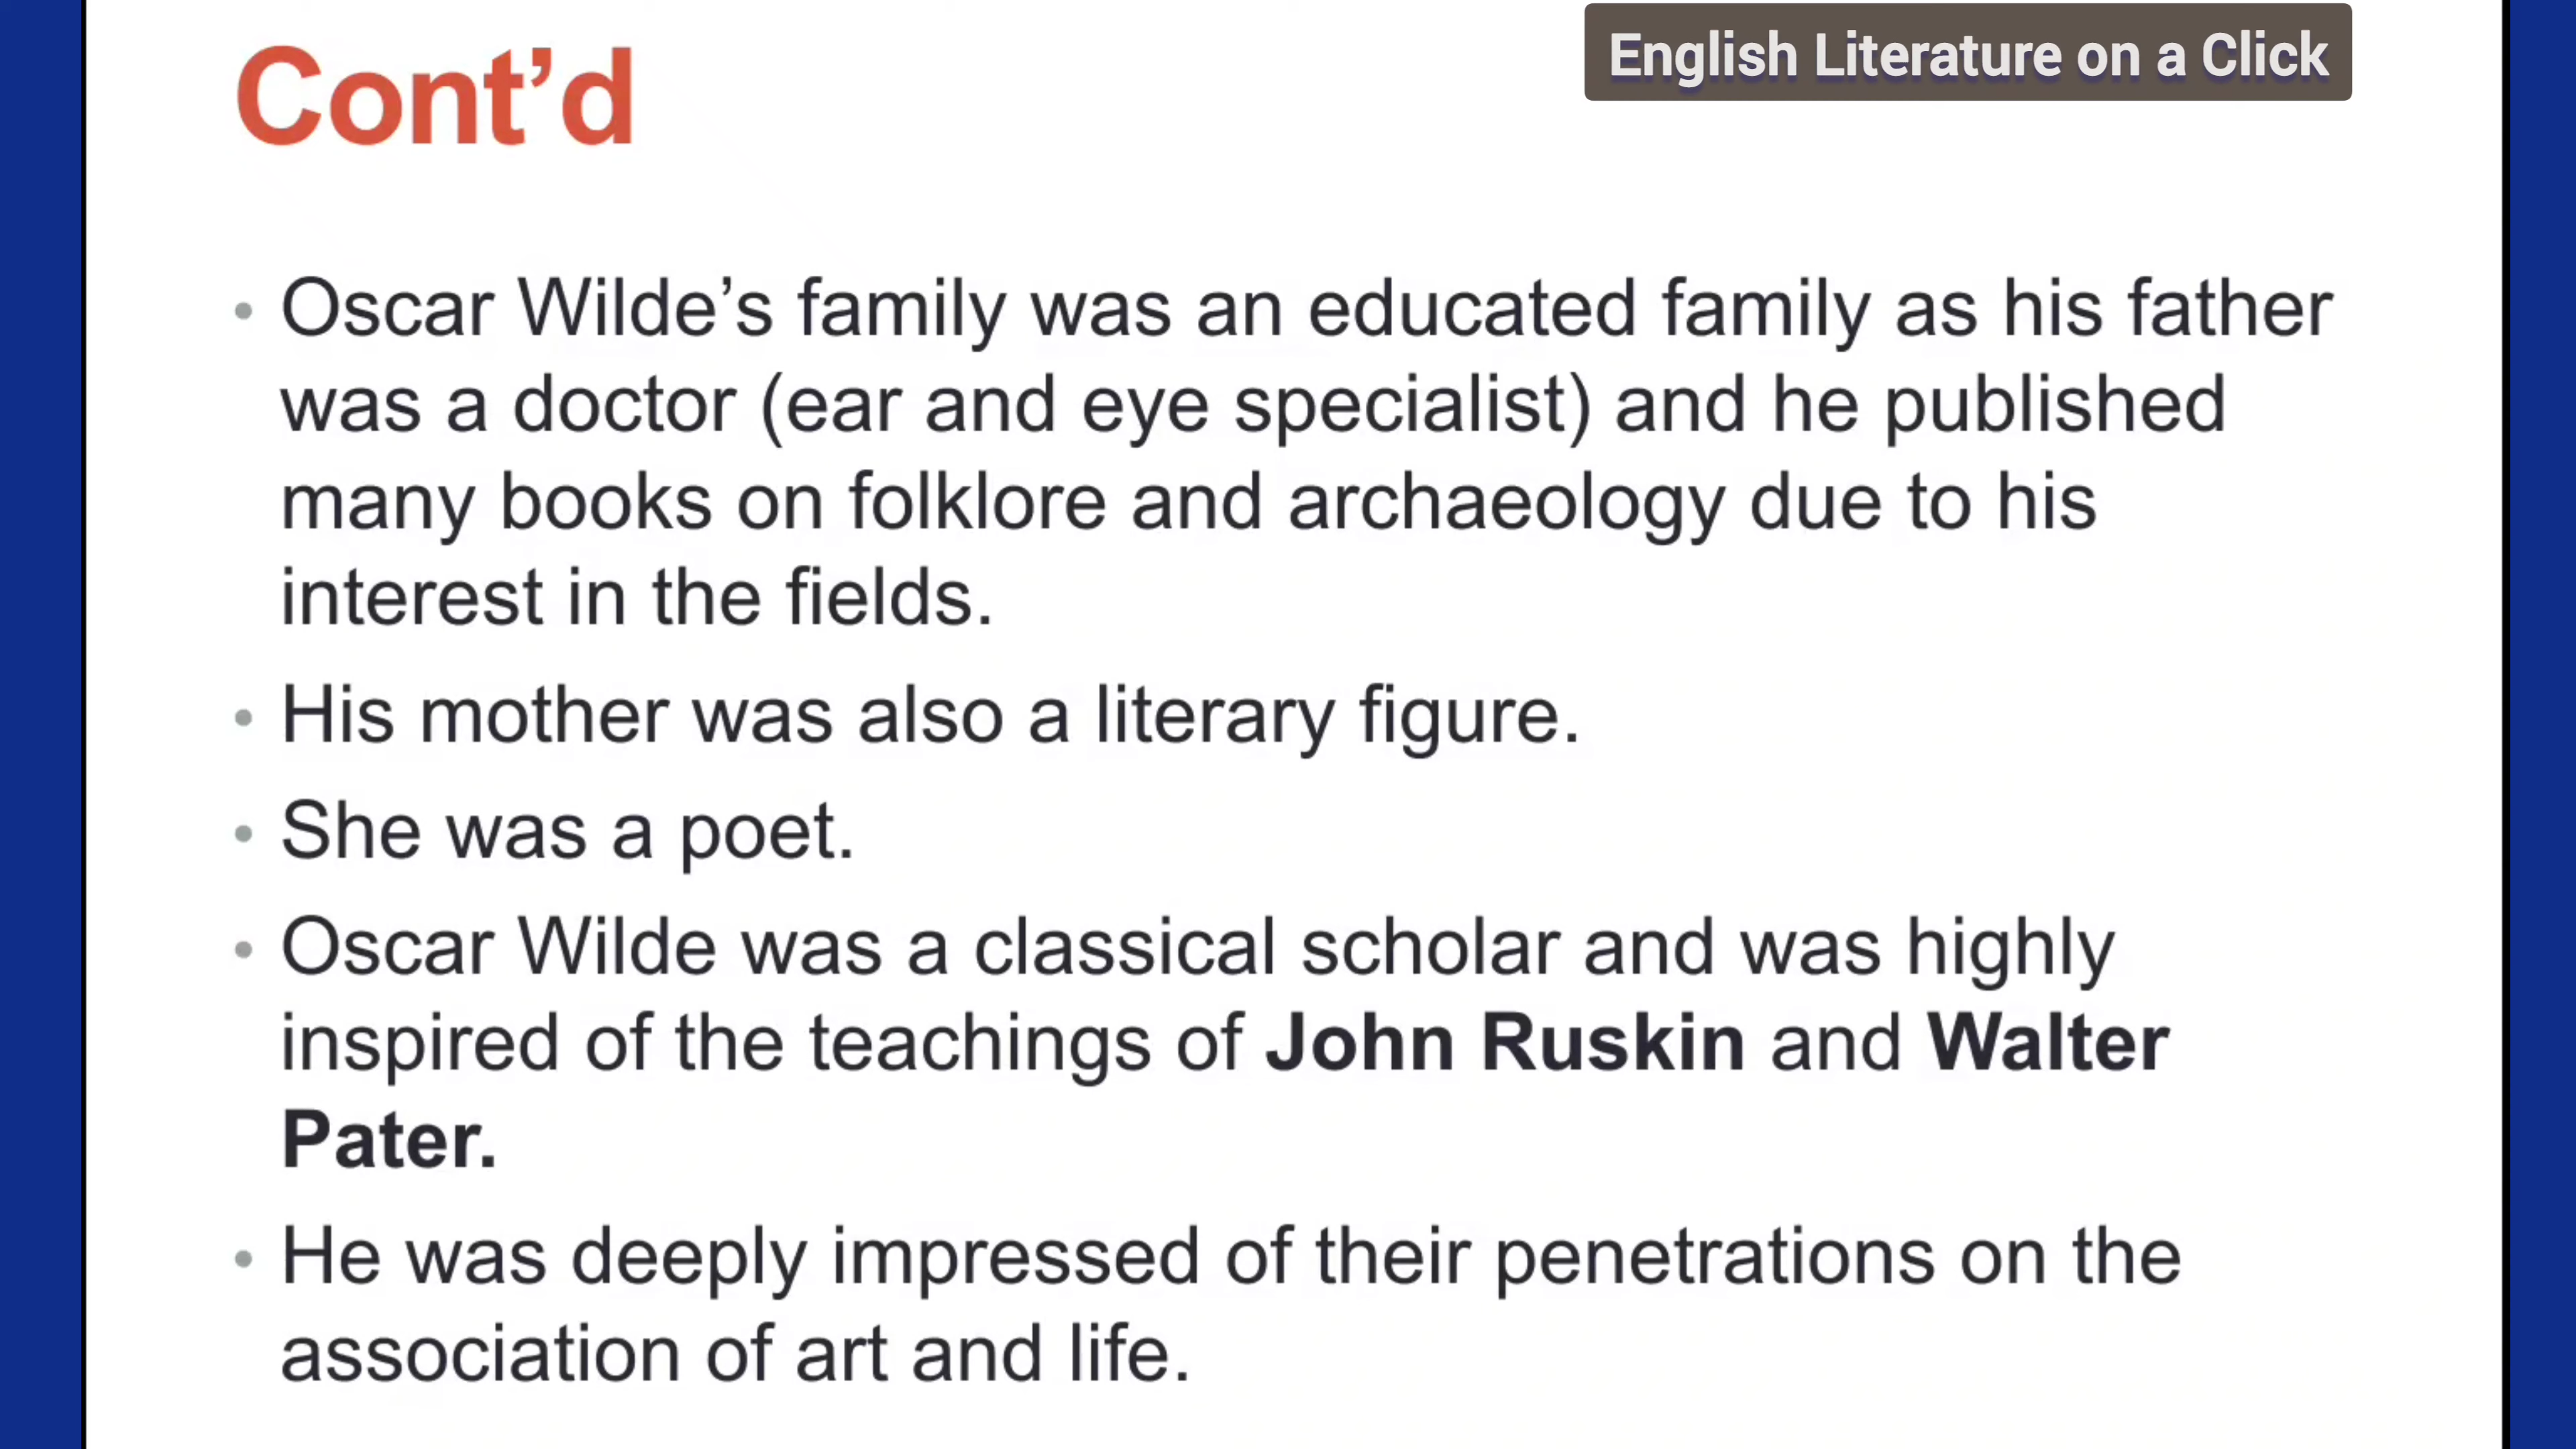 Cont’d
English Literature on a Click
• Oscar Wilde’s family was an educated family as his father
was a doctor (ear and eye specialist) and he published
many books on folklore and archaeology due to his
interest in the fields.
• His mother was also a literary figure.
• She was a poet.
• Oscar Wilde was a classical scholar and was highly
inspired of the teachings of John Ruskin and Walter
Pater.
• He was deeply impressed of their penetrations on the
association of art and life.